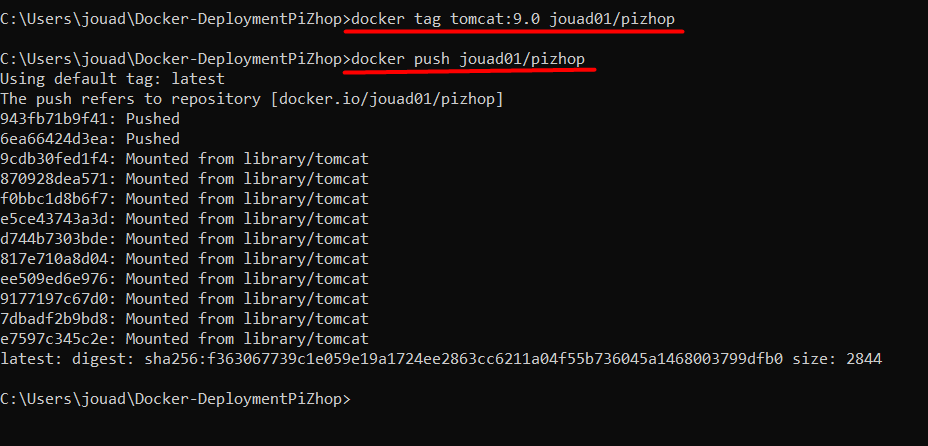 C:\Users\jouad\Docker-DeploymentPiZhop>docker tag tomcat:9.0 jouad01/pizhop
C:\Users\jouad\Docker-DeploymentPiZhop>docker push jouad01/pizhop
Using default tag: latest
The push refers to repository [docker.io/jouad01/pizhop]
943fb71b9f41: Pushed
6ea66424d3ea: Pushed
9cdb30fed1f4: Mounted from library/tomcat
870928dea571: Mounted from library/tomcat
f0bbc1d8b6f7: Mounted from library/tomcat
e5ce43743a3d: Mounted from library/tomcat
d744b7303bde: Mounted from library/tomcat
817e710a8d04: Mounted from library/tomcat
ee509ed6e976: Mounted from library/tomcat
9177197c67d0: Mounted from library/tomcat
7dbadf2b9bd8: Mounted from library/tomcat
e7597c345c2e: Mounted from library/tomcat
latest: digest: sha256:f363067739c1e059e19a1724ee2863cc6211a04f55b736045a1468003799dfb0 size: 2844
C:\Users\jouad\Docker-DeploymentPiZhop>